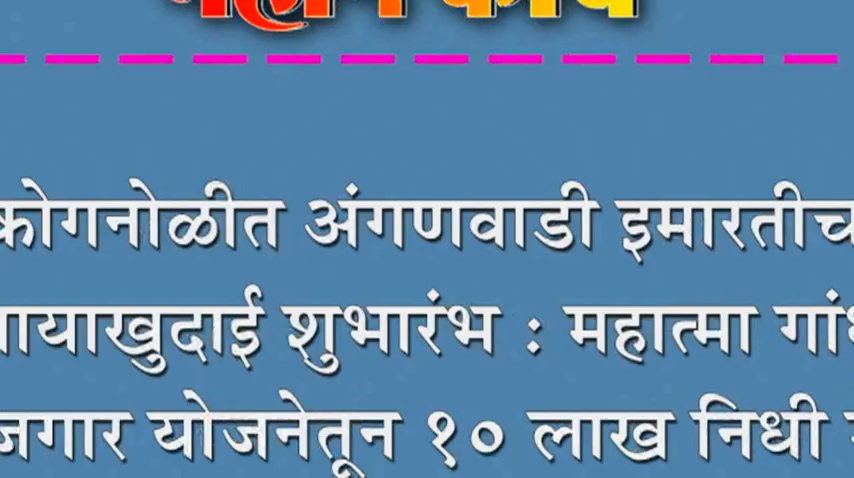 कोगनोळीत अंगणवाडी इमारतीच
पायाखुदाई शुभारंभ : महात्मा गां
जगार योजनेतून १० लाख निधी